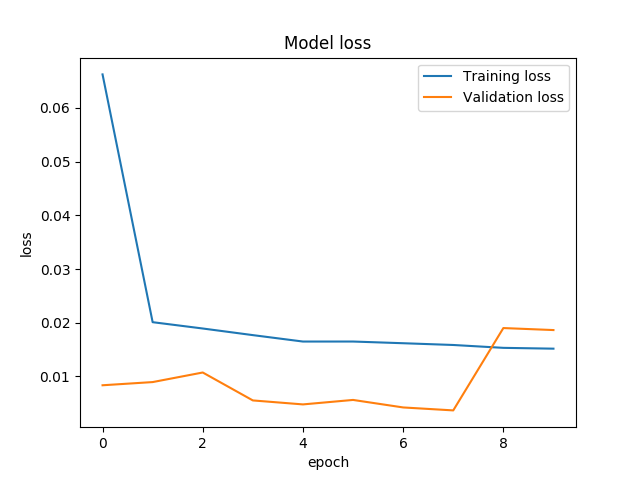 Model loss
Training loss
Validation loss
0.06
0.05
0.04
0.03
0.02
0.01
loss
0 2 4 6 8
epoch